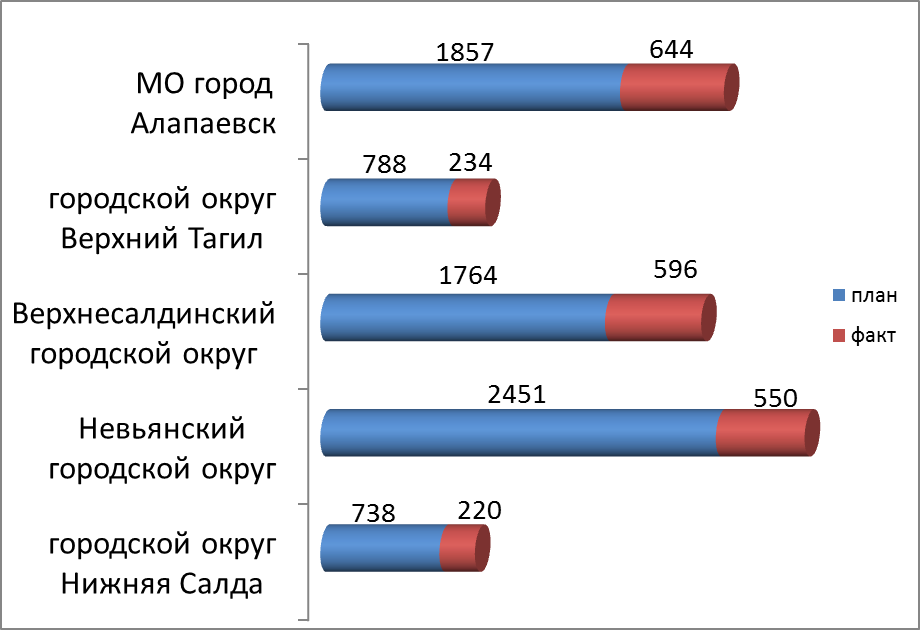 1857 644
МО город
Алапаевск
788 234
городской округ
Верхний Тагил
1764 596
Верхнесалдинский
городской округ
план
факт
2451 550
Невьянский
городской округ
738 220
городской округ
Нижняя Салда